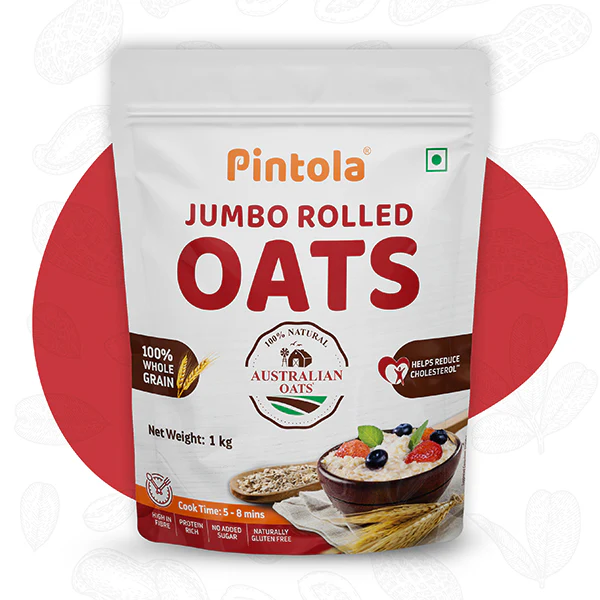 Pintola®
JUMBO ROLLED
OATS
100%
WHOLE
GRAIN
100% NATURAL
AUSTRALIAN
OATS
HELPS REDUCE
CHOLESTEROL
Net Weight: 1 kg
Cook Time: 5 - 8 mins
HIGH IN
FIBRE
PROTEIN
RICH
NO ADDED
SUGAR
NATURALLY
GLUTEN FREE